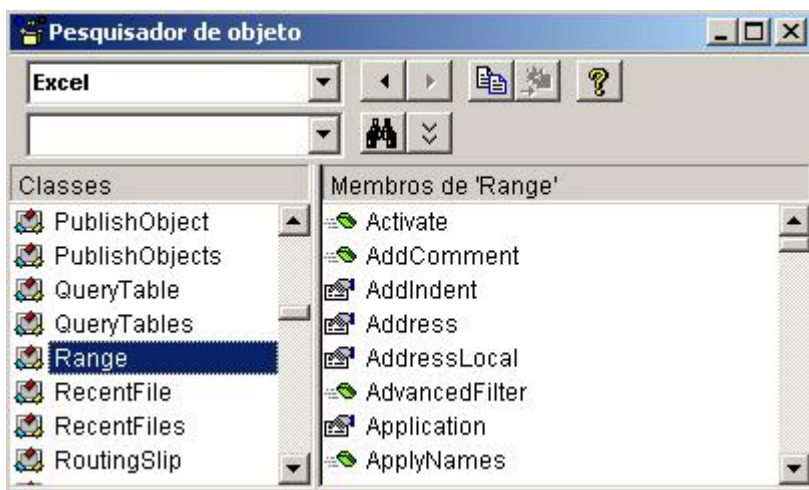 Pesquisador de objeto
Excel
Classes
Membros de 'Range'
PublishObject
Activate
PublishObjects
AddComment
QueryTable
AddIndent
QueryTables
Address
Range
AddressLocal
RecentFile
AdvancedFilter
RecentFiles
Application
RoutingSlip
ApplyNames